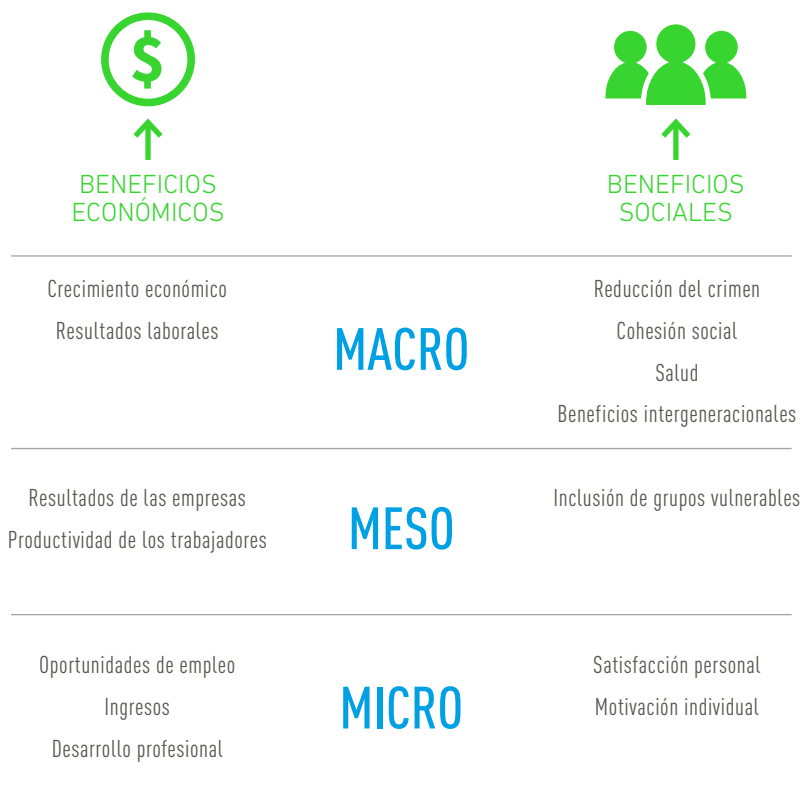 $
BENEFICIOS
ECONÓMICOS
BENEFICIOS
SOCIALES
Crecimiento económico
Resultados laborales
MACRO
Reducción del crimen
Cohesión social
Salud
Beneficios intergeneracionales
Resultados de las empresas
Productividad de los trabajadores
MESO
Inclusión de grupos vulnerables
Oportunidades de empleo
Ingresos
Desarrollo profesional
MICRO
Satisfacción personal
Motivación individual